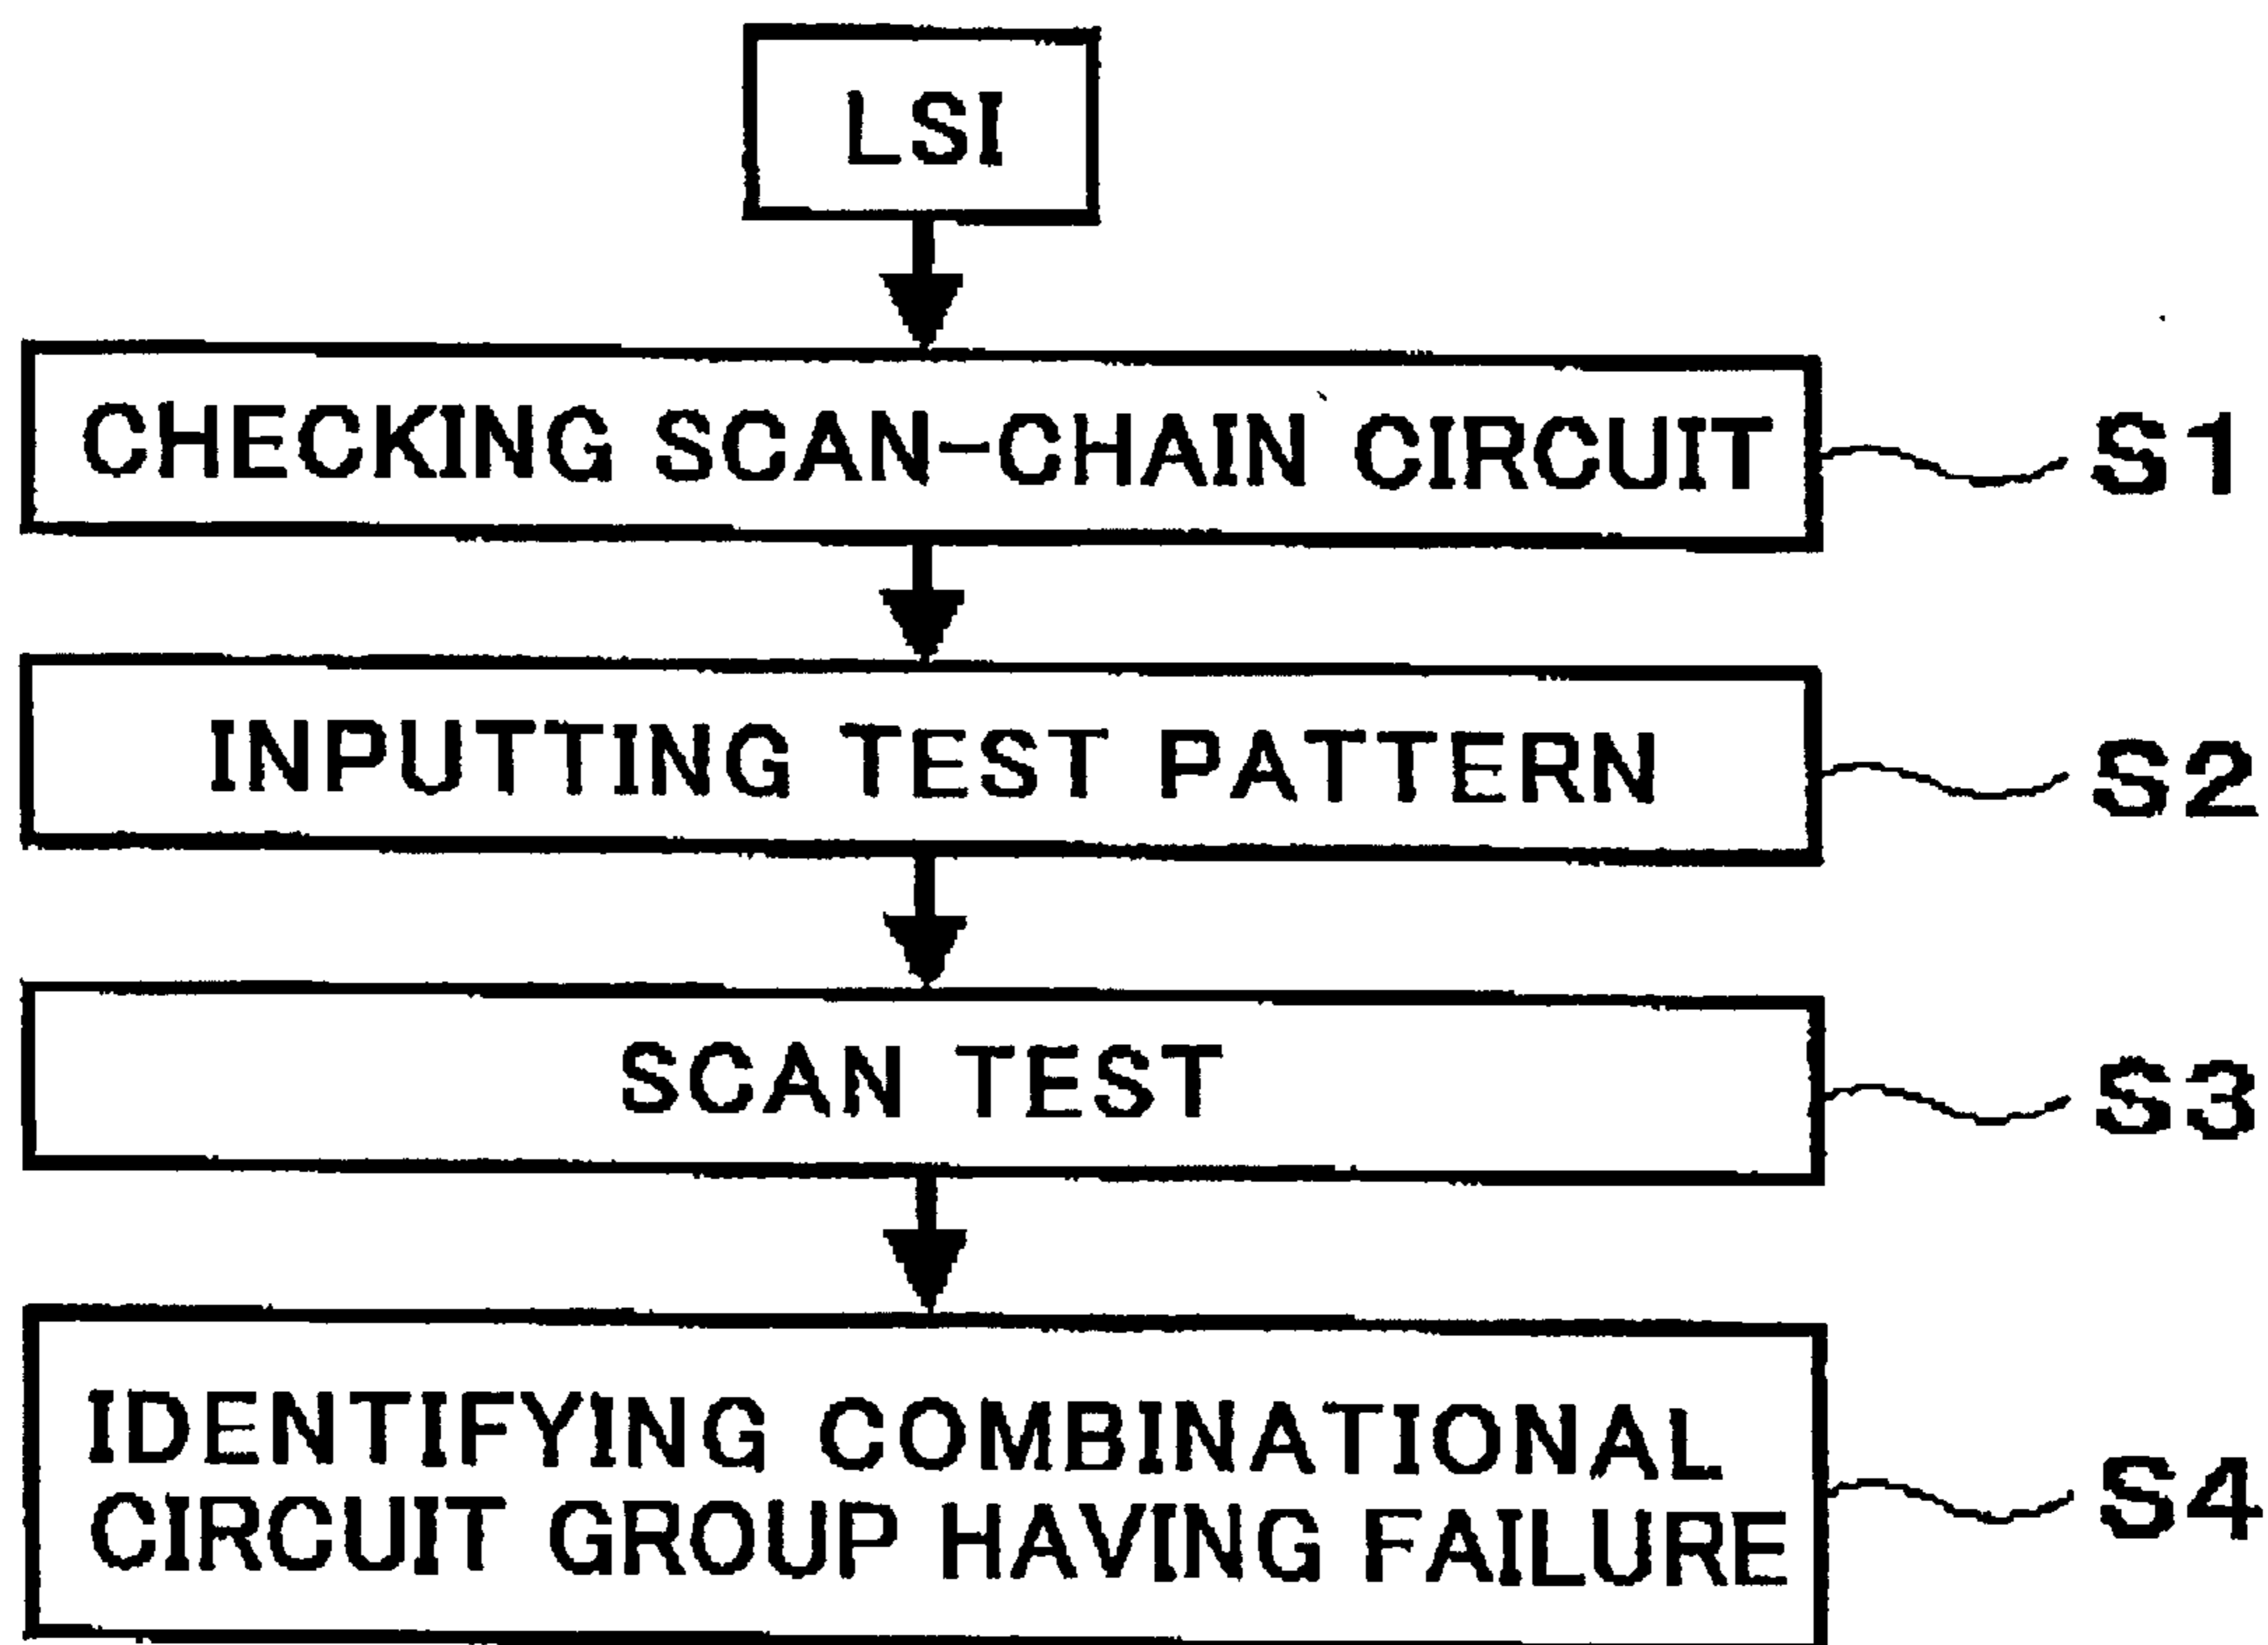 LSI
CHECKING SCAN-CHAIN CIRCUIT
S1
INPUTTING TEST PATTERN
S2
SCAN TEST
S3
IDENTIFYING COMBINATIONAL
CIRCUIT GROUP HAVING FAILURE
S4